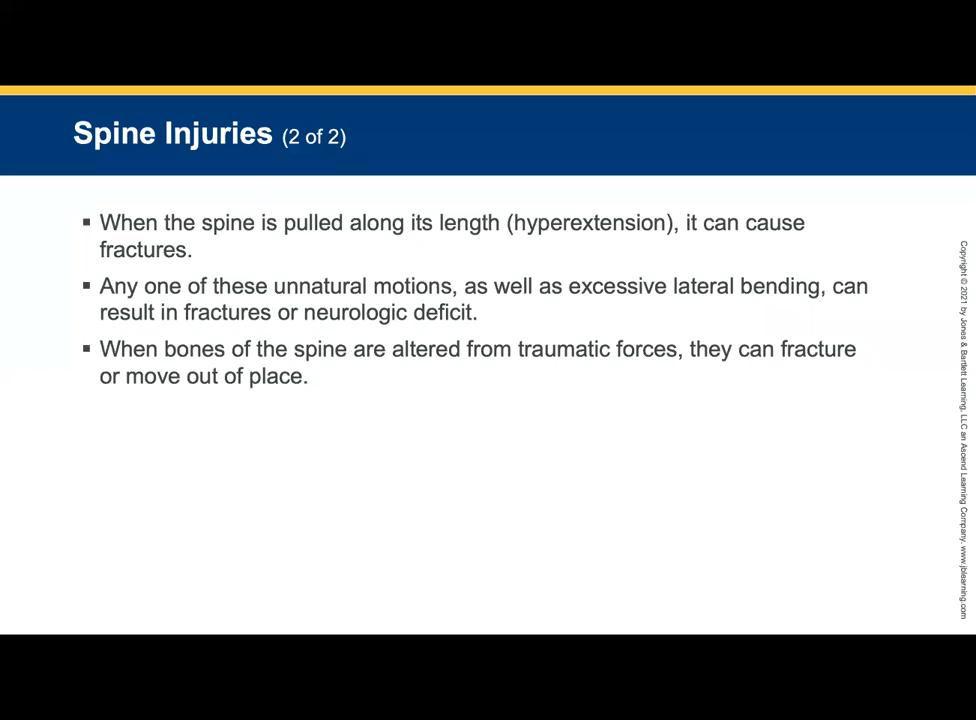 Spine Injuries (2 of 2)
▪ When the spine is pulled along its length (hyperextension), it can cause
fractures.
▪ Any one of these unnatural motions, as well as excessive lateral bending, can
result in fractures or neurologic deficit.
▪ When bones of the spine are altered from traumatic forces, they can fracture
or move out of place.
Copyright © 2021 by Jones & Bartlett Learning, LLC an Ascend Learning Company. www.jblearning.com